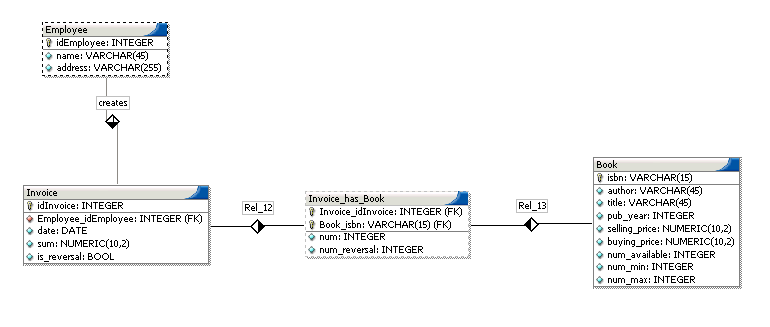 Employee
idEmployee: INTEGER
name: VARCHAR(45)
address: VARCHAR(255)
creates
Invoice
idInvoice: INTEGER
Employee_idEmployee: INTEGER (FK)
date: DATE
sum: NUMERIC(10,2)
is_reversal: BOOL
Rel_12
Invoice_has_Book
Invoice_idInvoice: INTEGER (FK)
Book_isbn: VARCHAR(15) (FK)
num: INTEGER
num_reversal: INTEGER
Rel_13
Book
isbn: VARCHAR(15)
author: VARCHAR(45)
title: VARCHAR(45)
pub_year: INTEGER
selling_price: NUMERIC(10,2)
buying_price: NUMERIC(10,2)
num_available: INTEGER
num_min: INTEGER
num_max: INTEGER